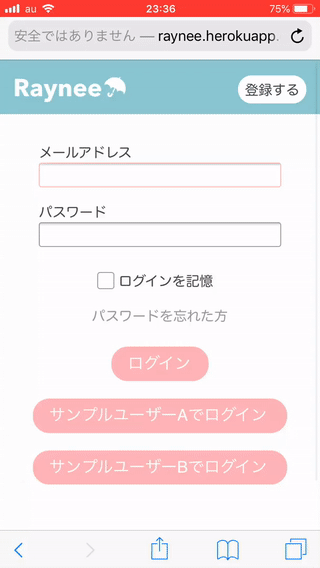 au 23:36 75%
安全ではありません — raynee.herokuapp.
Raynee
登録する
メールアドレス
パスワード
ログインを記憶
パスワードを忘れた方
ログイン
サンプルユーザーAでログイン
サンプルユーザーBでログイン